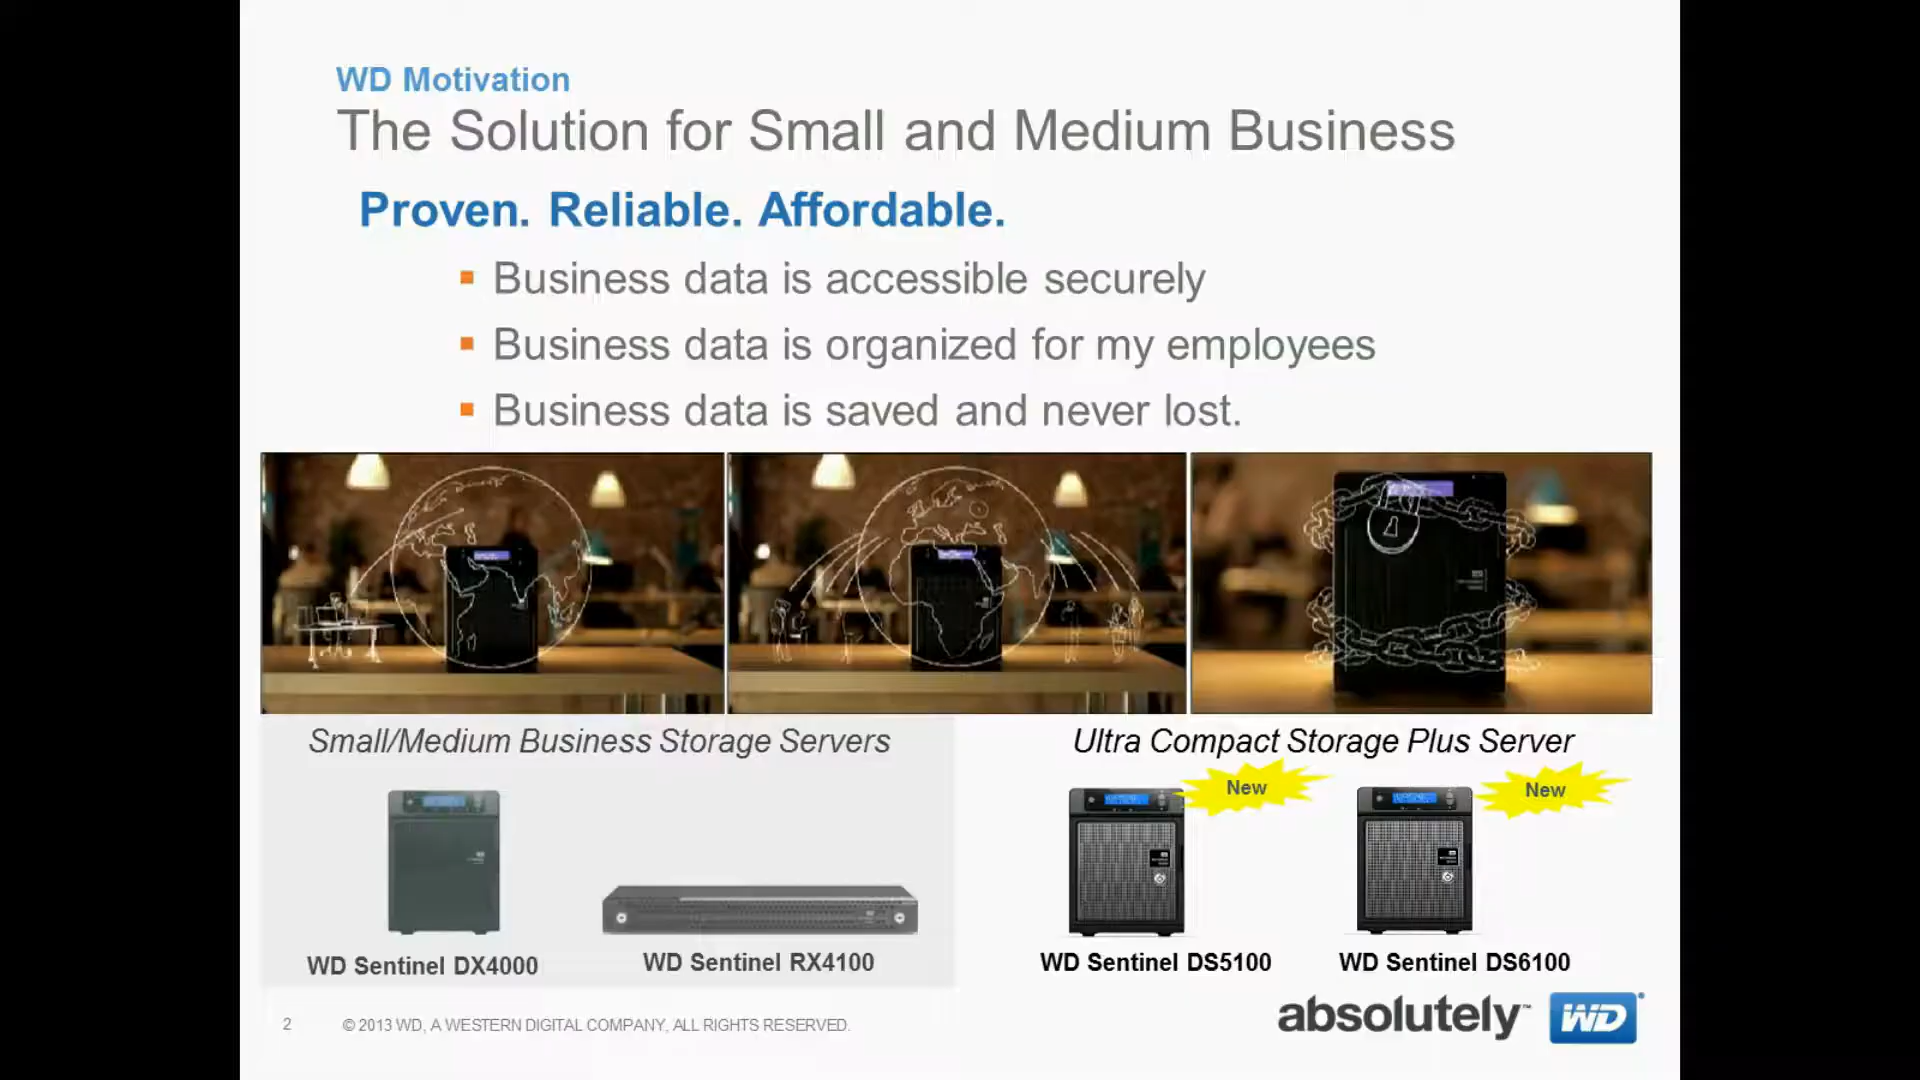 WD Motivation
The Solution for Small and Medium Business
Proven. Reliable. Affordable.
Business data is accessible securely
Business data is organized for my employees
Business data is saved and never lost.
Small/Medium Business Storage Servers
Ultra Compact Storage Plus Server
New
New
WD Sentinel DX4000
WD Sentinel RX4100
WD Sentinel DS5100
WD Sentinel DS6100
2
© 2013 WD, A WESTERN DIGITAL COMPANY, ALL RIGHTS RESERVED.
absolutely™
WD®